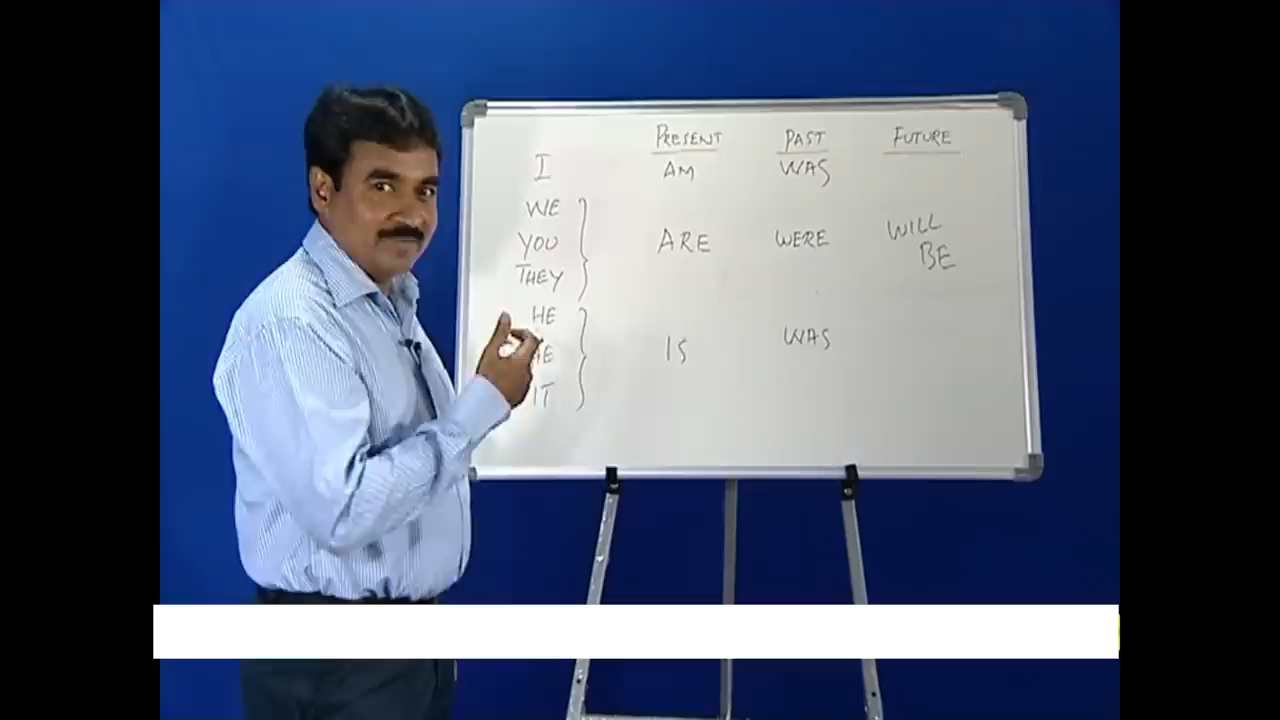 PRESENT PAST FUTURE
I AM WAS
WE
YOU ARE WERE WILL BE
THEY
HE
IS WAS
IT